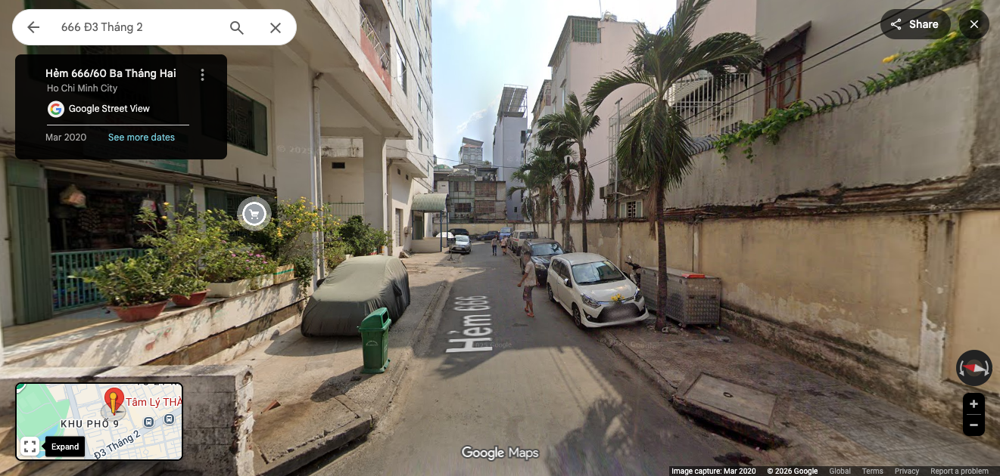 666 Đ3 Tháng 2
Share
Hẻm 666/60 Ba Tháng Hai
Ho Chi Minh City
Google Street View
Mar 2020
See more dates
Hẻm 666
Tâm Lý THÀ
KHU PHỐ 9
Đ3 Tháng 2
Expand
Google Maps
Image capture: Mar 2020 © 2026 Google Global Terms Privacy Report a problem